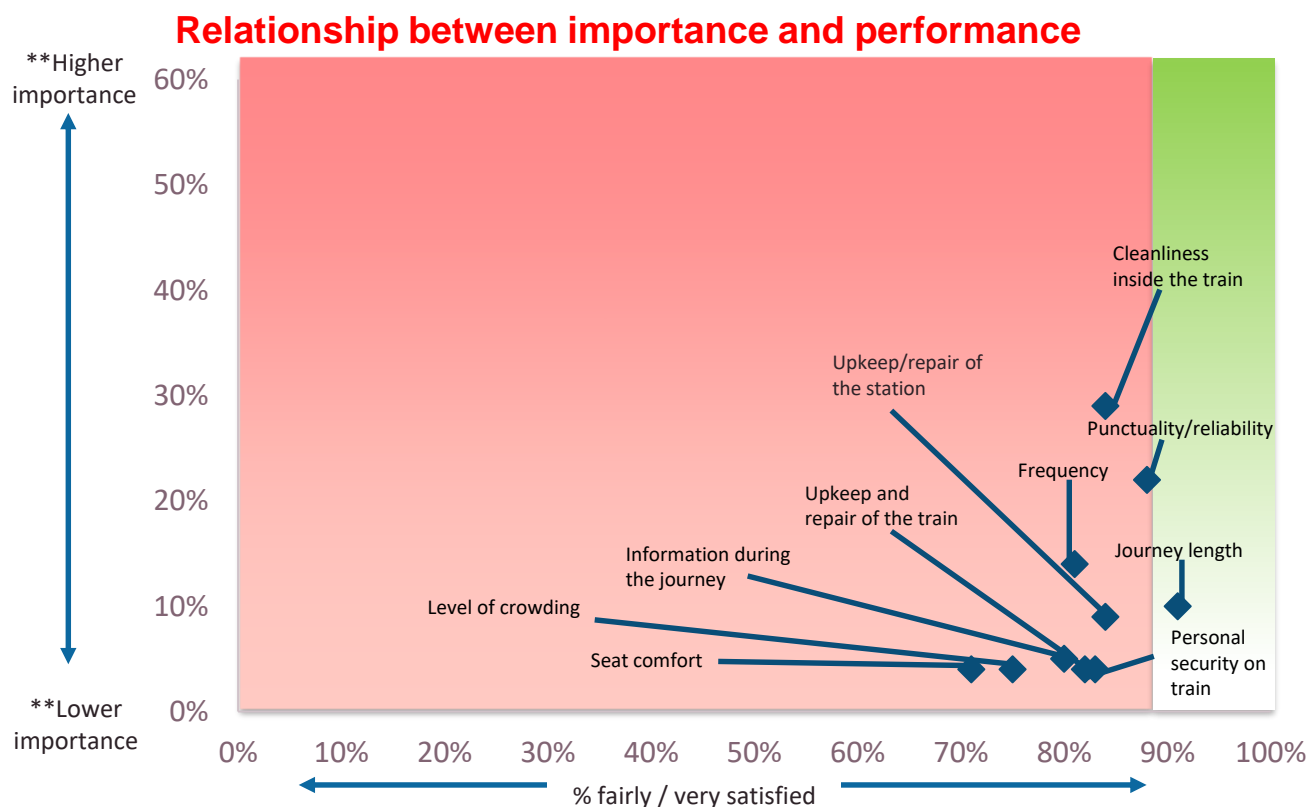 Relationship between importance and performance
**Higher
importance
60%
50%
40%
30%
20%
10%
0%
**Lower
importance
Cleanliness
inside the train
Upkeep/repair of
the station
Punctuality/reliability
Frequency
Upkeep and
repair of the train
Information during
the journey
Journey length
Level of crowding
Seat comfort
Personal
security on
train
0% 10% 20% 30% 40% 50% 60% 70% 80% 90% 100%
% fairly / very satisfied